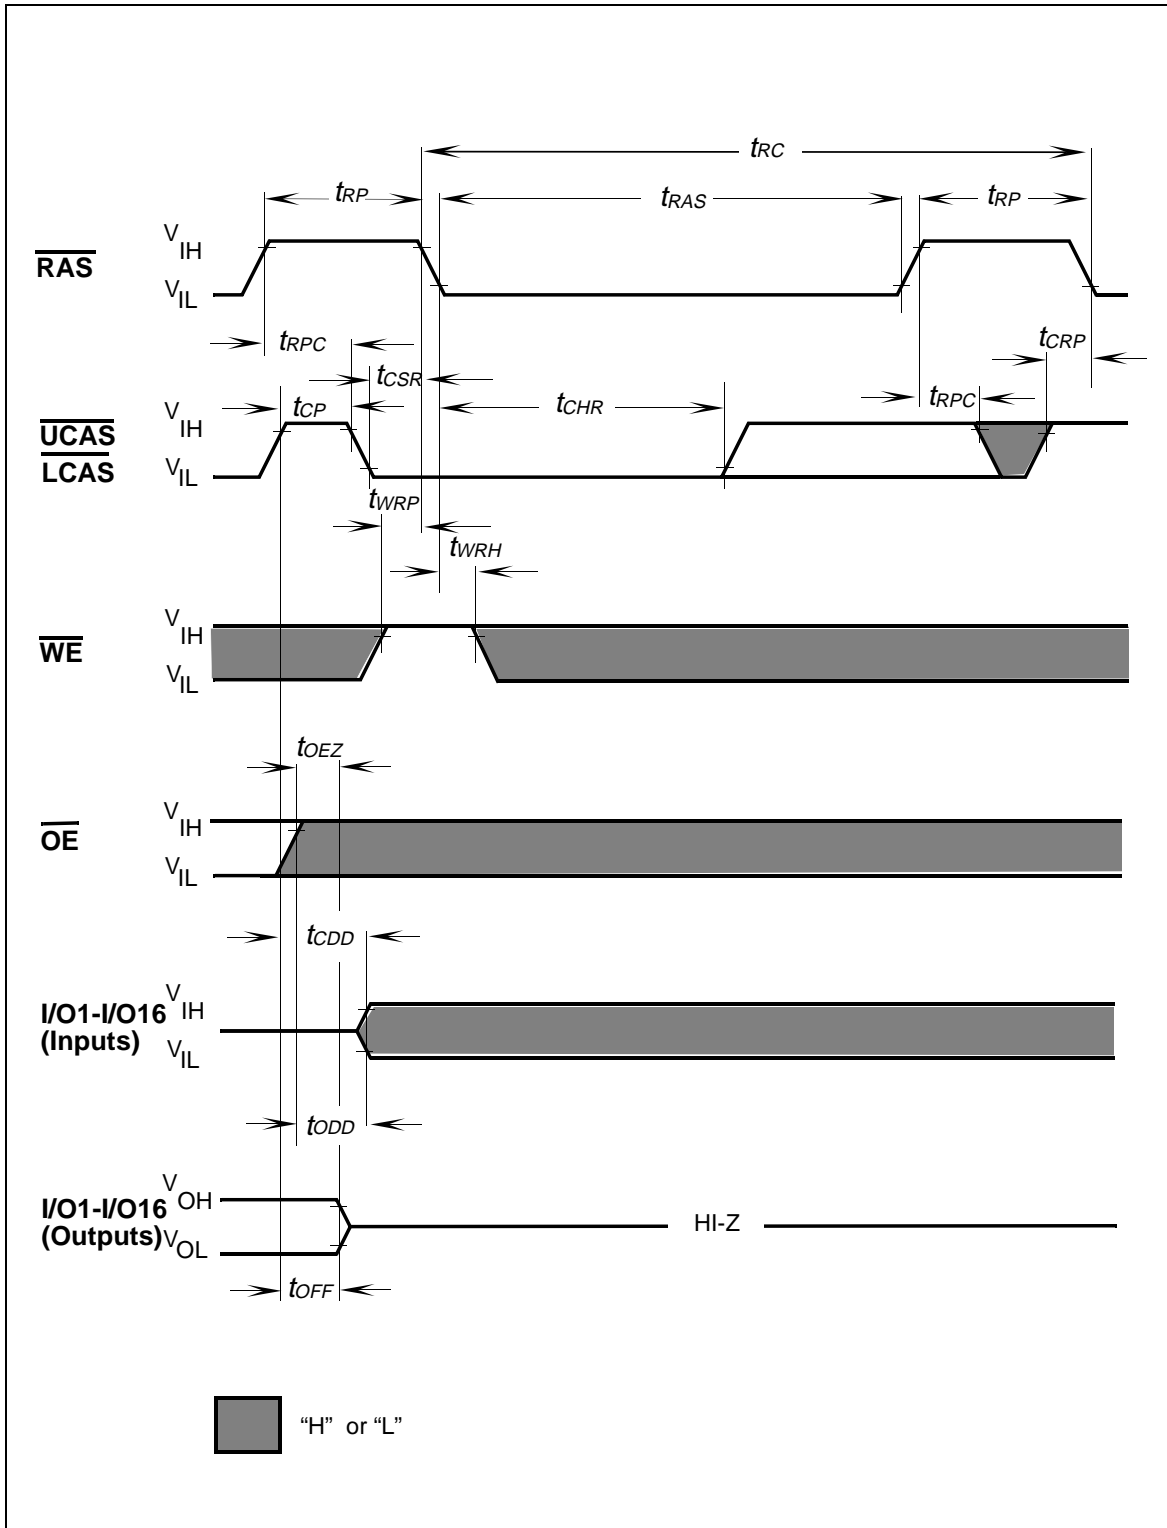 tRC
tRP
tRAS
tRP
RAS
VIH
VIL
tRPC
tCRP
tCSR
tCP
tCHR
tRPC
UCAS
LCAS
VIH
VIL
tWRP
tWRH
WE
VIH
VIL
tOEZ
OE
VIH
VIL
tCDD
I/O1-I/O16
(Inputs)
VIH
VIL
tODD
I/O1-I/O16
(Outputs)
VOH
VOL
HI-Z
tOFF
“H” or “L”